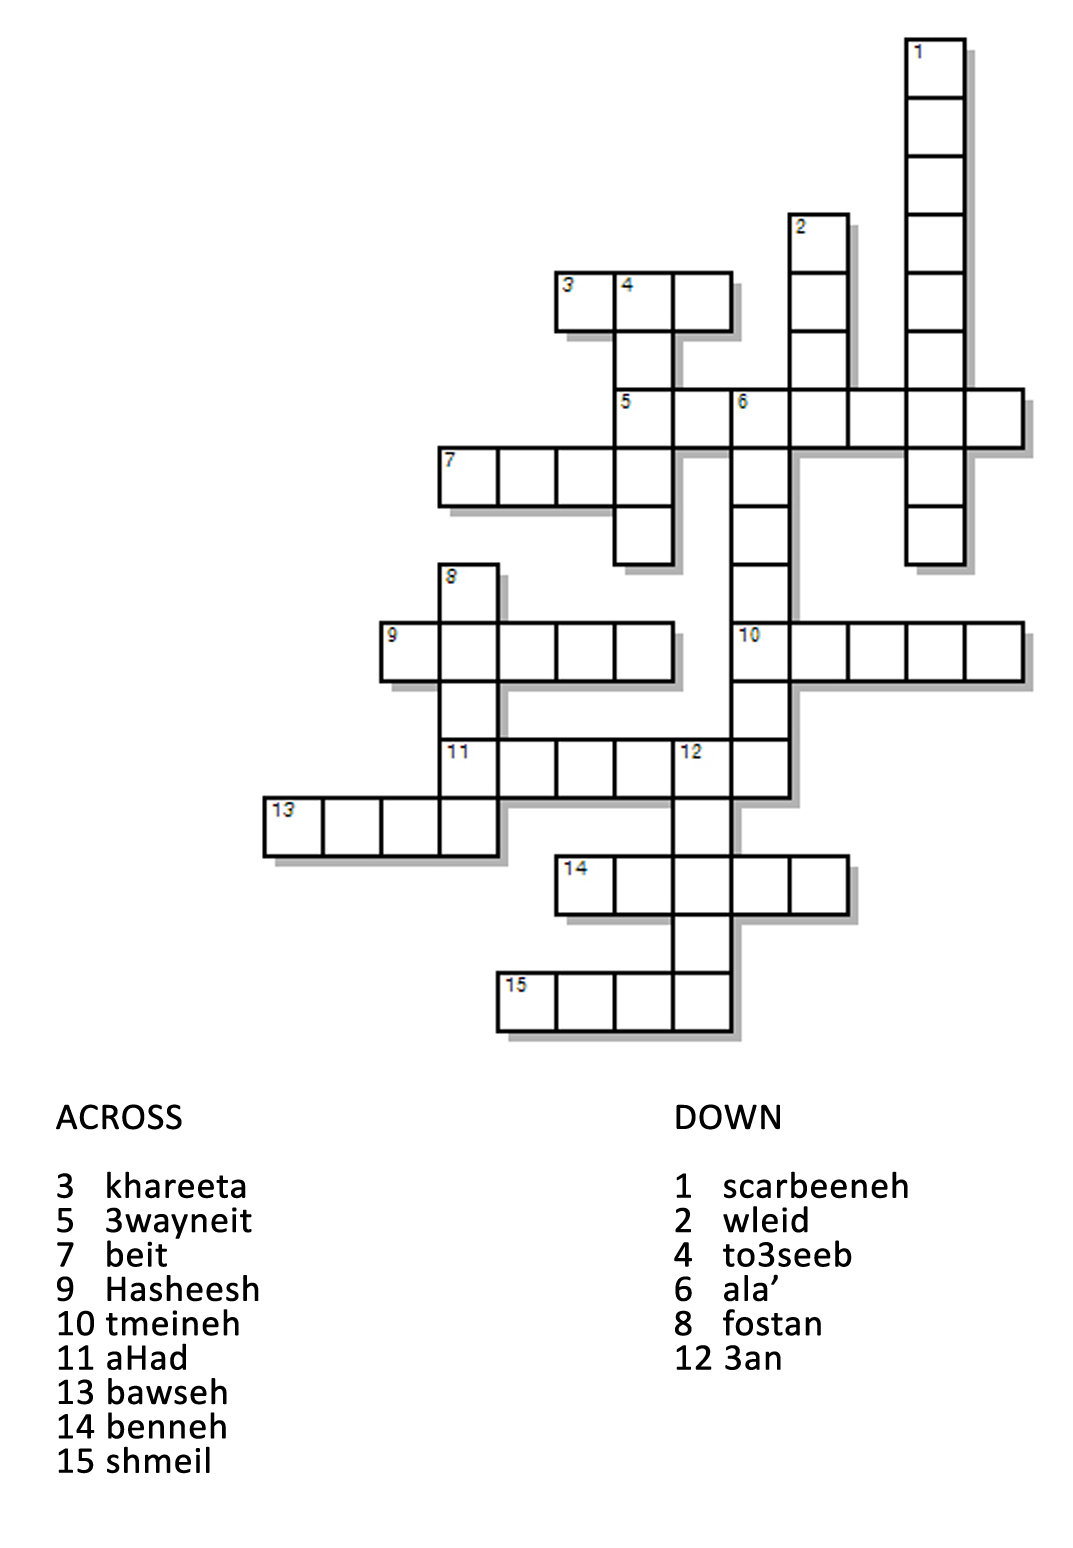 1
2
3 4
5 6
7
8
9 10
11 12
13
14
15
ACROSS
3 khareeta
5 3wayneit
7 beit
9 Hasheesh
10 tmeineh
11 aHad
13 bawseh
14 benneh
15 shmeil
DOWN
1 scarbeeneh
2 wleid
4 to3seeb
6 ala’
8 fostan
12 3an